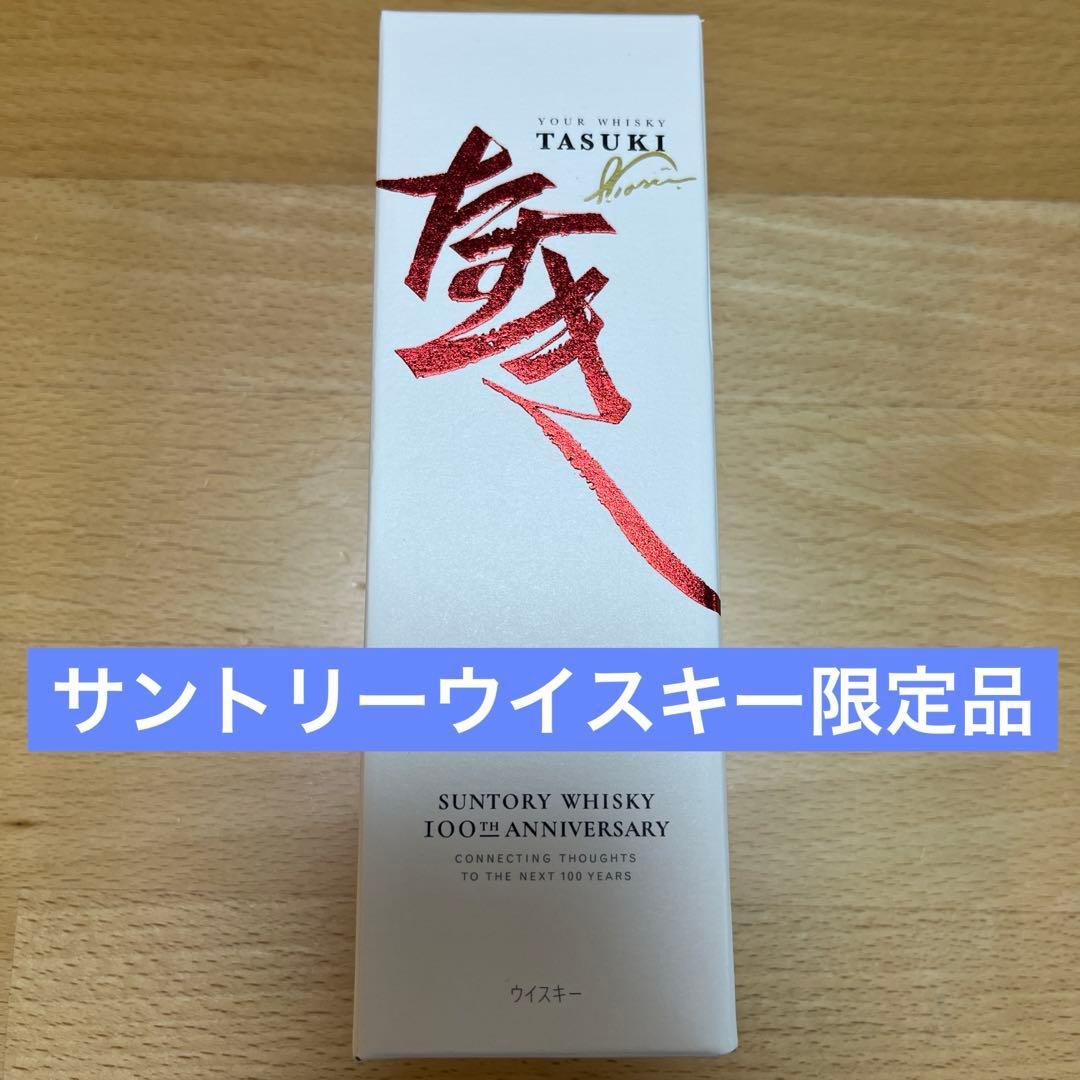 YOUR WHISKY
TASUKI
たすき
サントリーウイスキー限定品
SUNTORY WHISKY
100TH ANNIVERSARY
CONNECTING THOUGHTS
TO THE NEXT 100 YEARS
ウイスキー